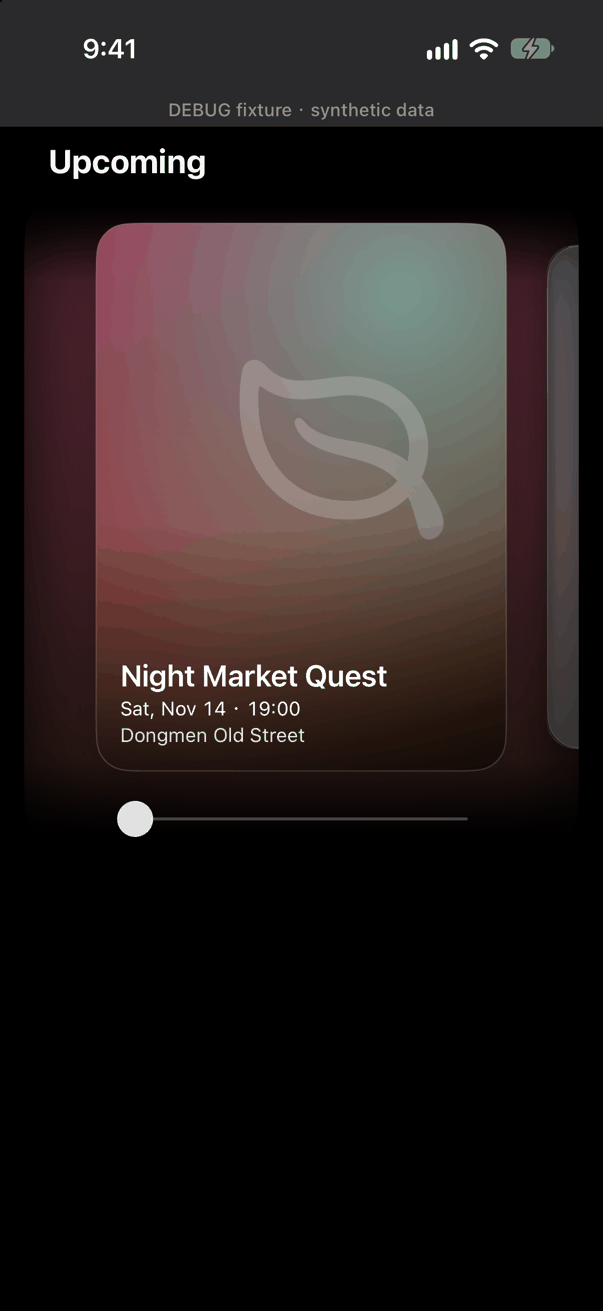 9:41
DEBUG fixture · synthetic data
Upcoming
Night Market Quest
Sat, Nov 14 · 19:00
Dongmen Old Street